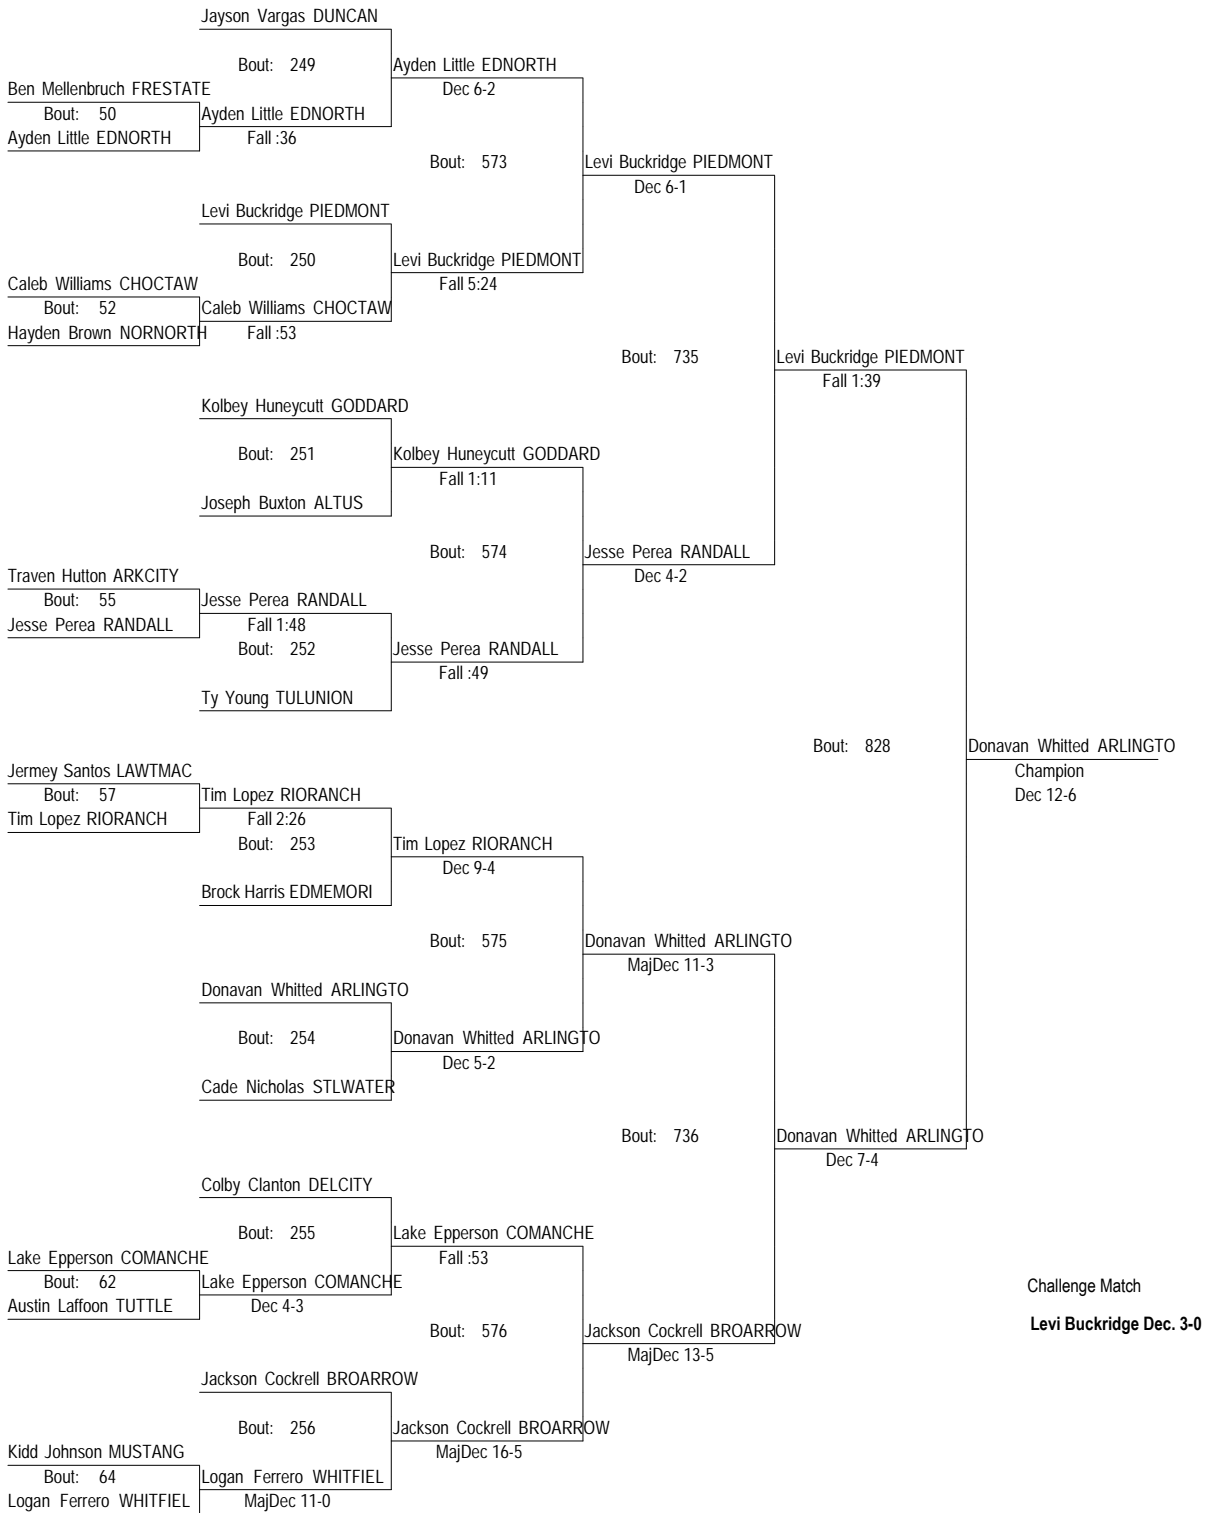 Jayson Vargas DUNCAN
Bout: 249
Ayden Little EDNORTH
Dec 6-2
Ben Mellenbruch FRESTATE
Bout: 50
Ayden Little EDNORTH
Ayden Little EDNORTH
Fall :36
Bout: 573
Levi Buckridge PIEDMONT
Dec 6-1
Levi Buckridge PIEDMONT
Bout: 250
Levi Buckridge PIEDMONT
Fall 5:24
Caleb Williams CHOCTAW
Bout: 52
Caleb Williams CHOCTAW
Hayden Brown NORNORTH
Fall :53
Bout: 735
Levi Buckridge PIEDMONT
Fall 1:39
Kolbey Huneycutt GODDARD
Bout: 251
Kolbey Huneycutt GODDARD
Fall 1:11
Joseph Buxton ALTUS
Bout: 574
Jesse Perea RANDALL
Dec 4-2
Traven Hutton ARKCITY
Bout: 55
Jesse Perea RANDALL
Jesse Perea RANDALL
Fall 1:48
Bout: 252
Jesse Perea RANDALL
Fall :49
Ty Young TULUNION
Bout: 828
Donavan Whitted ARLINGTO
Champion
Dec 12-6
Jermey Santos LAWTMAC
Bout: 57
Tim Lopez RIORANCH
Tim Lopez RIORANCH
Fall 2:26
Bout: 253
Tim Lopez RIORANCH
Dec 9-4
Brock Harris EDMEMORI
Bout: 575
Donavan Whitted ARLINGTO
MajDec 11-3
Donavan Whitted ARLINGTO
Bout: 254
Donavan Whitted ARLINGTO
Dec 5-2
Cade Nicholas STLWATER
Bout: 736
Donavan Whitted ARLINGTO
Dec 7-4
Colby Clanton DELCITY
Bout: 255
Lake Epperson COMANCHE
Fall :53
Lake Epperson COMANCHE
Bout: 62
Lake Epperson COMANCHE
Austin Laffoon TUTTLE
Dec 4-3
Challenge Match
Levi Buckridge Dec. 3-0
Bout: 576
Jackson Cockrell BROARROW
MajDec 13-5
Jackson Cockrell BROARROW
Bout: 256
Jackson Cockrell BROARROW
MajDec 16-5
Kidd Johnson MUSTANG
Bout: 64
Logan Ferrero WHITFIEL
Logan Ferrero WHITFIEL
MajDec 11-0